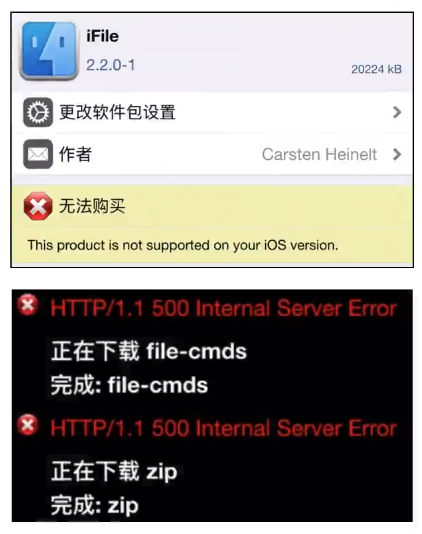 iFile
2.2.0-1
20224 kB
更改软件包设置
作者
Carsten Heinelt
无法购买
This product is not supported on your iOS version.
HTTP/1.1 500 Internal Server Error
正在下载 file-cmds
完成: file-cmds
HTTP/1.1 500 Internal Server Error
正在下载 zip
完成: zip